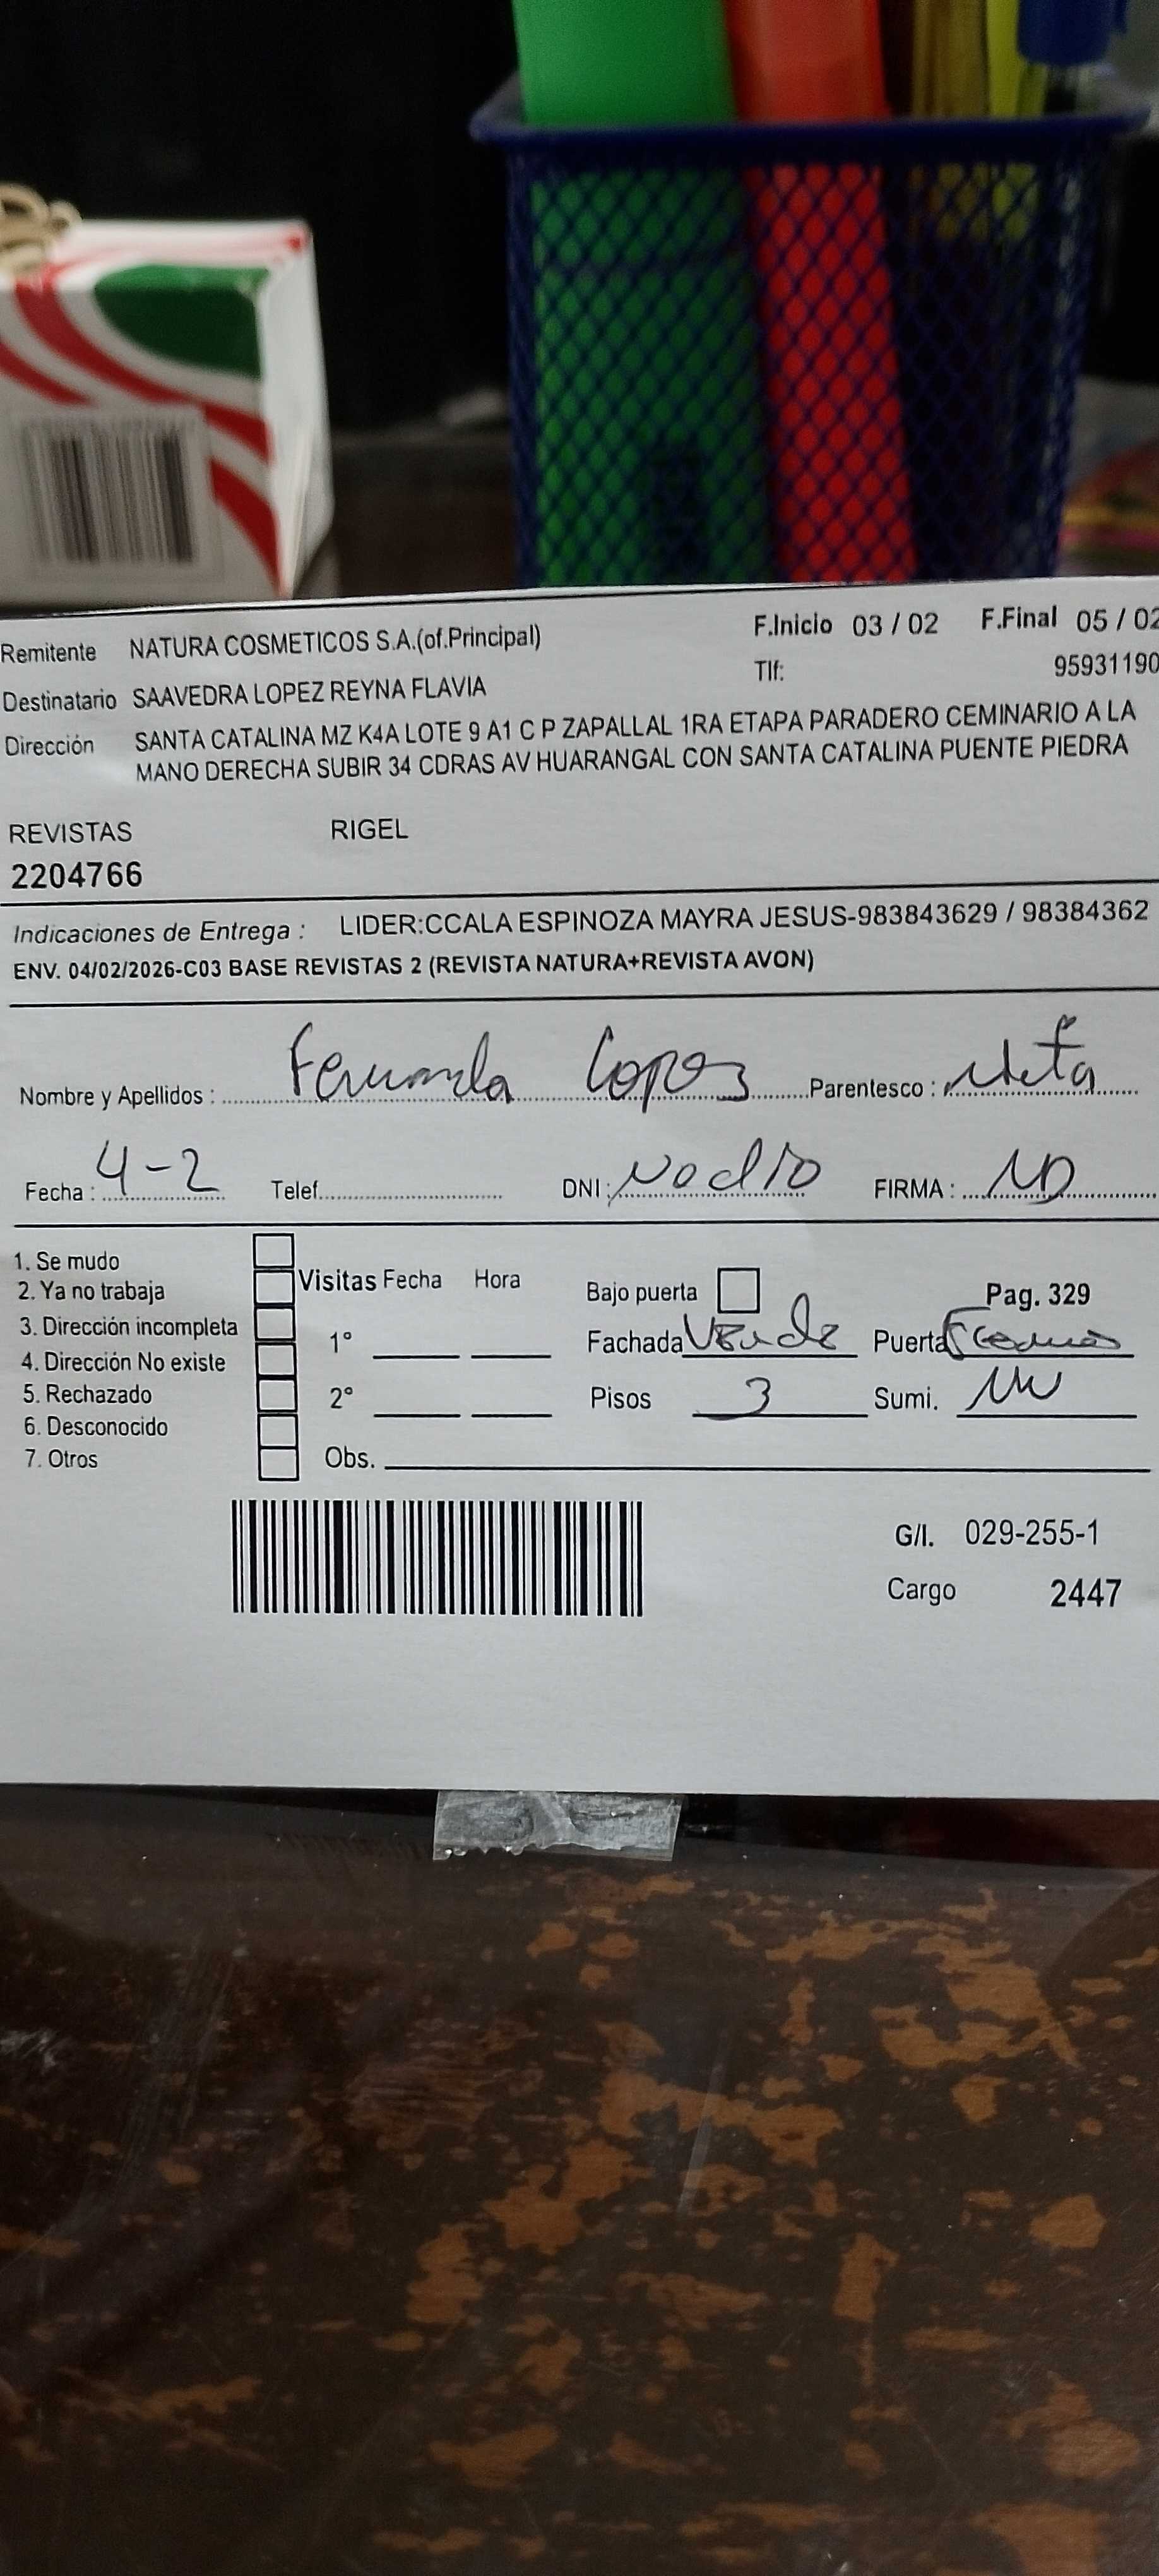 Remitente NATURA COSMETICOS S.A.(of.Principal) F.Inicio 03 / 02 F.Final 05 / 02
Tlf: 95931190
Destinatario SAAVEDRA LOPEZ REYNA FLAVIA
Dirección SANTA CATALINA MZ K4A LOTE 9 A1 C P ZAPALLAL 1RA ETAPA PARADERO CEMINARIO A LA
MANO DERECHA SUBIR 34 CDRAS AV HUARANGAL CON SANTA CATALINA PUENTE PIEDRA
REVISTAS RIGEL
2204766
Indicaciones de Entrega : LIDER:CCALA ESPINOZA MAYRA JESUS-983843629 / 98384362
ENV. 04/02/2026-C03 BASE REVISTAS 2 (REVISTA NATURA+REVISTA AVON)
Nombre y Apellidos : Fernanda Lopez Parentesco : Nieta
Fecha : 4-2 Telef. DNI : No dio FIRMA : ND
1. Se mudo
2. Ya no trabaja
3. Dirección incompleta
4. Dirección No existe
5. Rechazado
6. Desconocido
7. Otros
Visitas Fecha Hora
1°
2°
Obs.
Bajo puerta Pag. 329
Fachada Verde Puerta
Pisos 3 Sumi.
G/I. 029-255-1
Cargo 2447